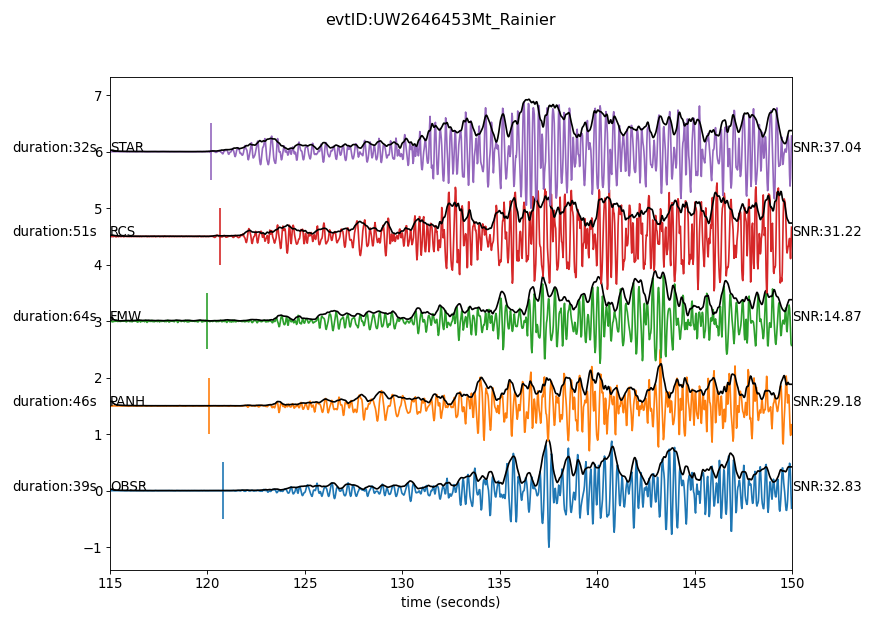 evtID:UW2646453Mt_Rainier
7
duration:32s STAR SNR:37.04
6
5
duration:51s RCS SNR:31.22
4
duration:64s FMW SNR:14.87
3
2
duration:46s PANH SNR:29.18
1
duration:39s OBSR SNR:32.83
0
−1
115 120 125 130 135 140 145 150
time (seconds)